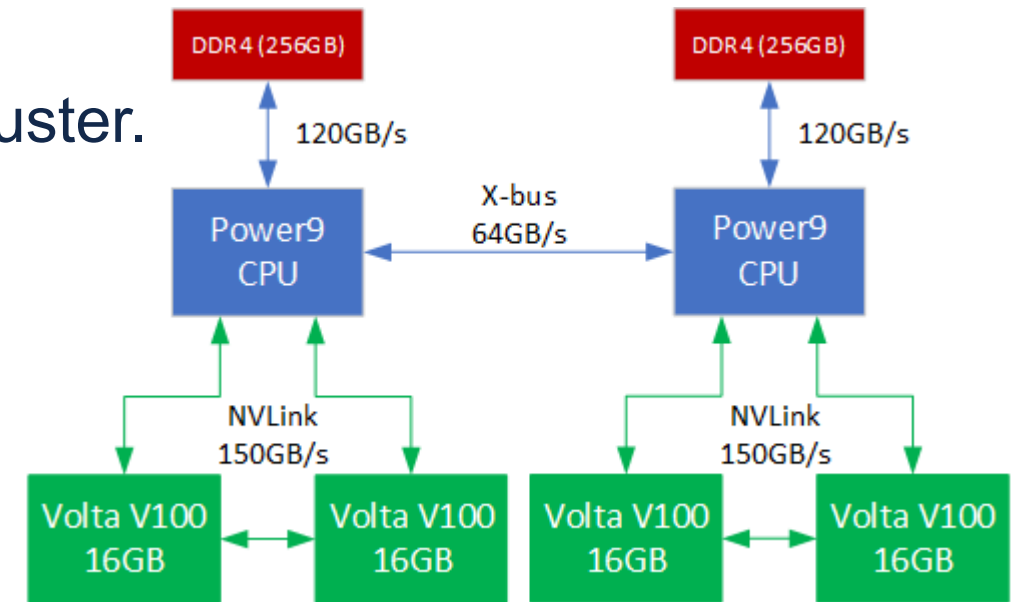 DDR4 (256GB)
DDR4 (256GB)
uster.
120GB/s
120GB/s
X-bus
64GB/s
Power9
CPU
Power9
CPU
NVLink
150GB/s
NVLink
150GB/s
Volta V100
16GB
Volta V100
16GB
Volta V100
16GB
Volta V100
16GB